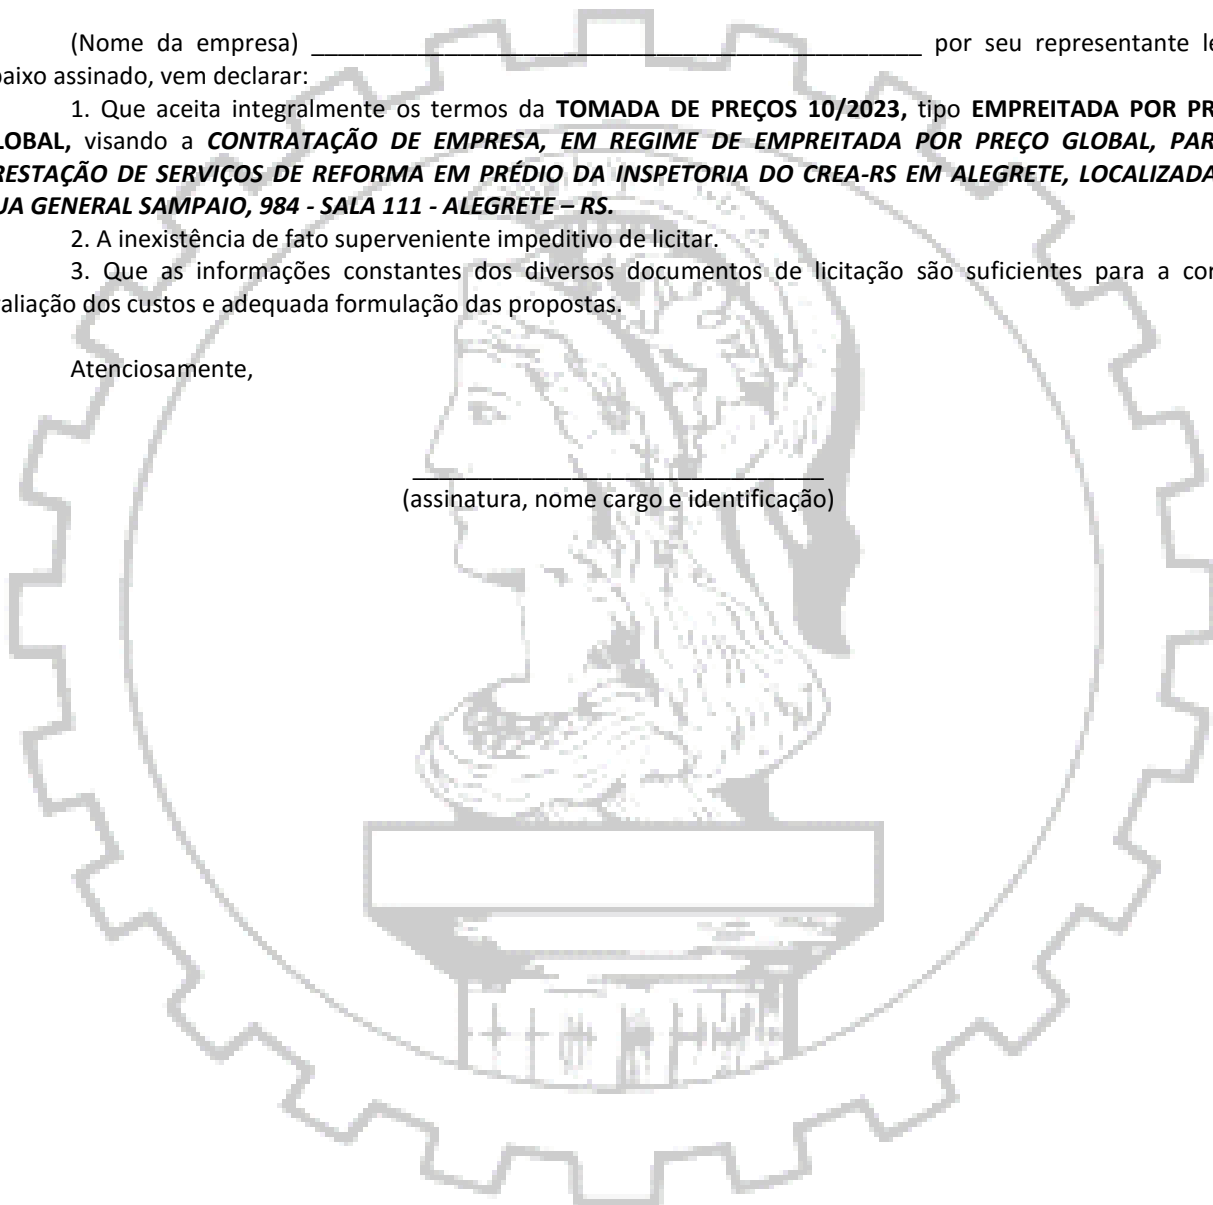 (Nome da empresa) ______________________________________________ por seu representante le
baixo assinado, vem declarar:
1. Que aceita integralmente os termos da TOMADA DE PREÇOS 10/2023, tipo EMPREITADA POR PR
LOBAL, visando a CONTRATAÇÃO DE EMPRESA, EM REGIME DE EMPREITADA POR PREÇO GLOBAL, PAR
RESTAÇÃO DE SERVIÇOS DE REFORMA EM PRÉDIO DA INSPETORIA DO CREA-RS EM ALEGRETE, LOCALIZADA
UA GENERAL SAMPAIO, 984 - SALA 111 - ALEGRETE – RS.
2. A inexistência de fato superveniente impeditivo de licitar.
3. Que as informações constantes dos diversos documentos de licitação são suficientes para a cor
aliação dos custos e adequada formulação das propostas.
Atenciosamente,
_______________________________
(assinatura, nome cargo e identificação)